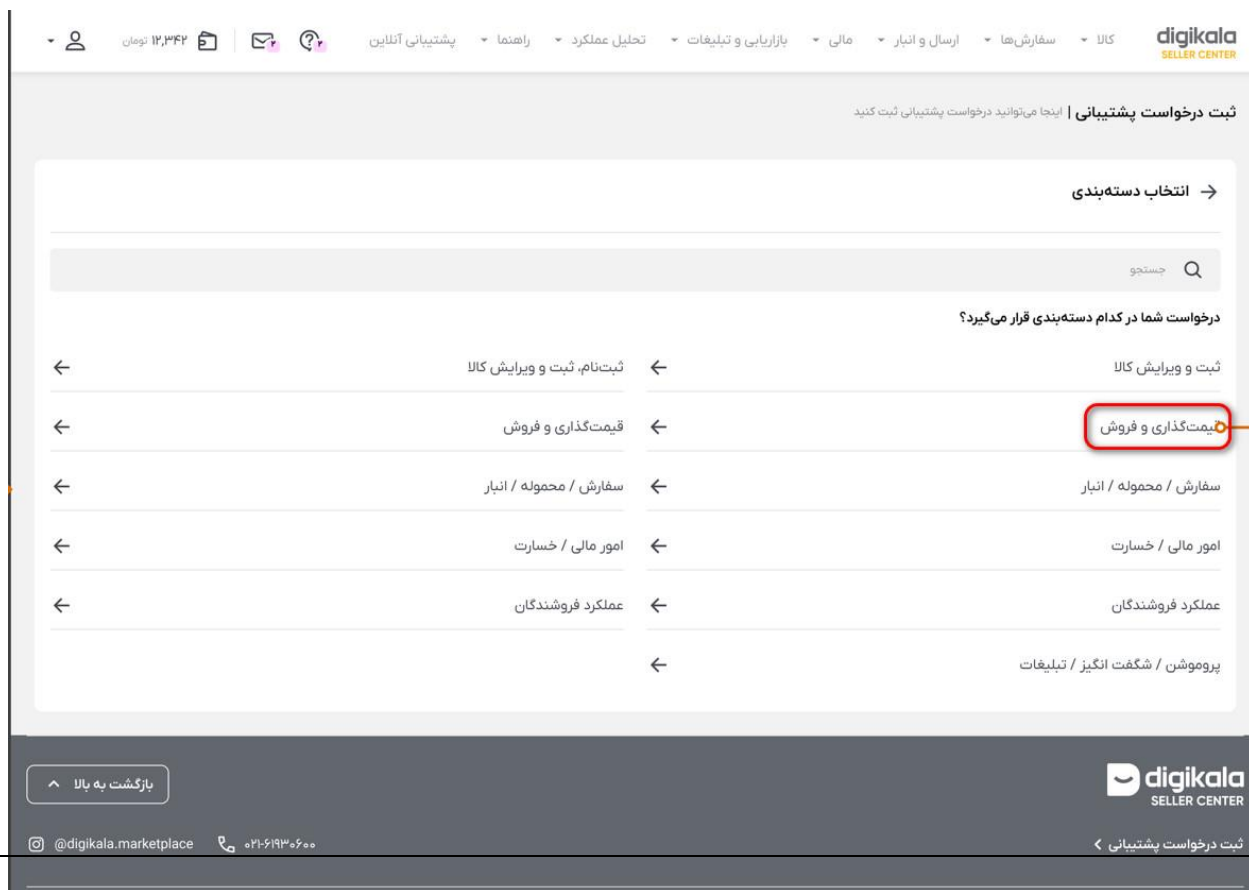 digikala
SELLER CENTER
کالا
سفارش‌ها
ارسال و انبار
مالی
بازاریابی و تبلیغات
تحلیل عملکرد
راهنما
پشتیبانی آنلاین
۲
۲
۱۲,۳۴۲ تومان
ثبت درخواست پشتیبانی | اینجا می‌توانید درخواست پشتیبانی ثبت کنید
انتخاب دسته‌بندی
جستجو
درخواست شما در کدام دسته‌بندی قرار می‌گیرد؟
ثبت و ویرایش کالا
ثبت‌نام، ثبت و ویرایش کالا
قیمت‌گذاری و فروش
قیمت‌گذاری و فروش
سفارش / محموله / انبار
سفارش / محموله / انبار
امور مالی / خسارت
امور مالی / خسارت
عملکرد فروشندگان
عملکرد فروشندگان
پروموشن / شگفت انگیز / تبلیغات
digikala
SELLER CENTER
بازگشت به بالا
ثبت درخواست پشتیبانی
۰۲۱-۶۱۹۳۰۶۰۰
@digikala.marketplace